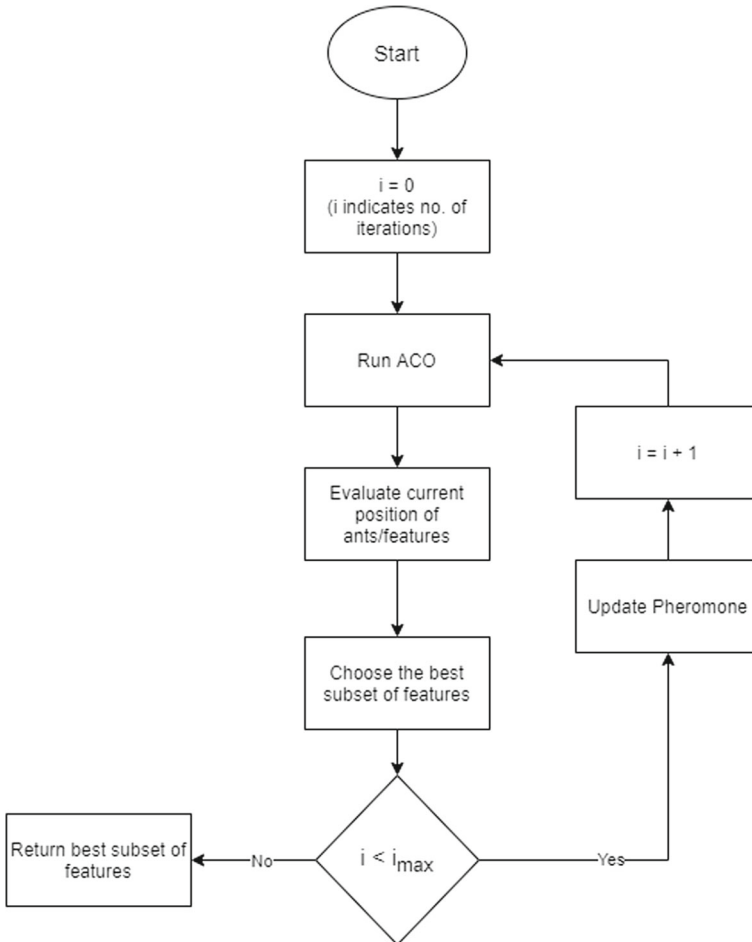 Start
i = 0
(i indicates no. of
iterations)
Run ACO
i = i + 1
Evaluate current
position of
ants/features
Update Pheromone
Choose the best
subset of features
i < imax
No
Yes
Return best subset of
features